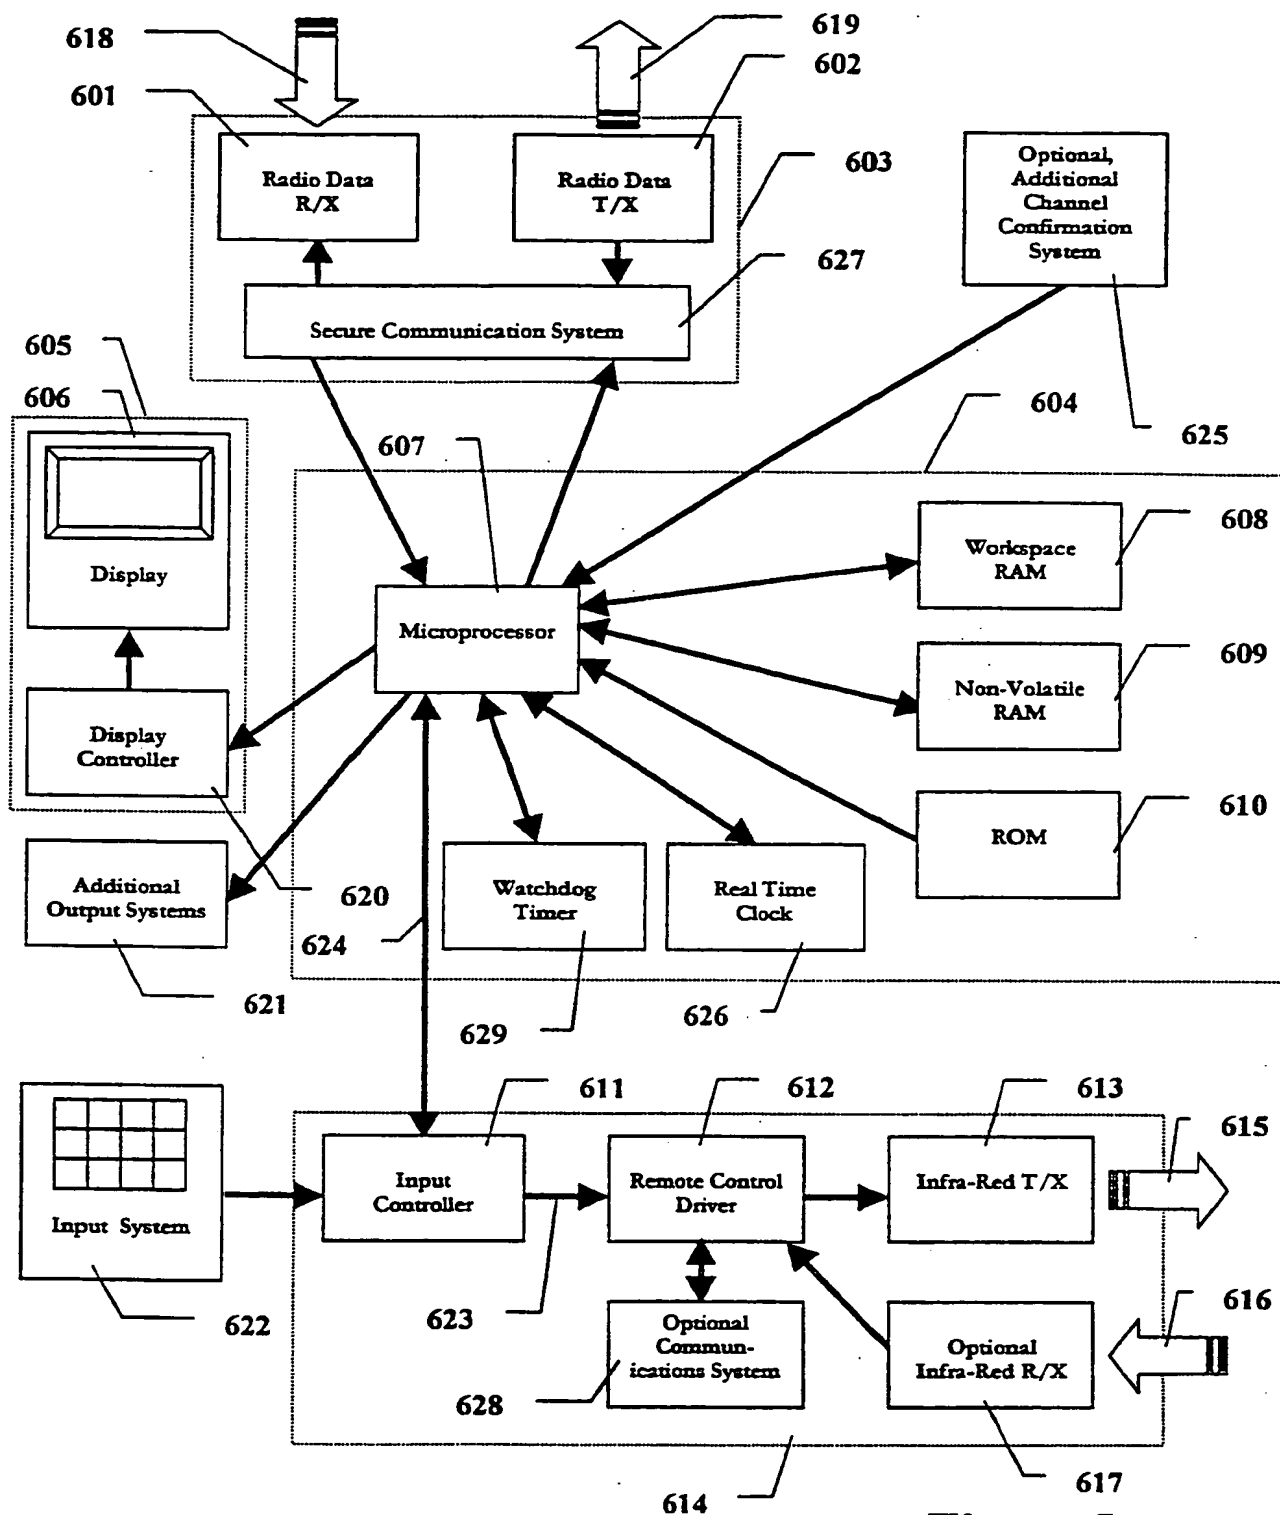 618
619
601
602
603
Radio Data
R/X
Radio Data
T/X
Optional,
Additional
Channel
Confirmation
System
627
Secure Communication System
605
606
604
607
625
608
Workspace
RAM
Display
Microprocessor
609
Non-Volatile
RAM
Display
Controller
610
ROM
Additional
Output Systems
620
Watchdog
Timer
Real Time
Clock
624
621
629
626
611
612
613
615
Input
Controller
Remote Control
Driver
Infra-Red T/X
Input System
622
623
616
Optional
Commun-
ications System
Optional
Infra-Red R/X
628
617
614